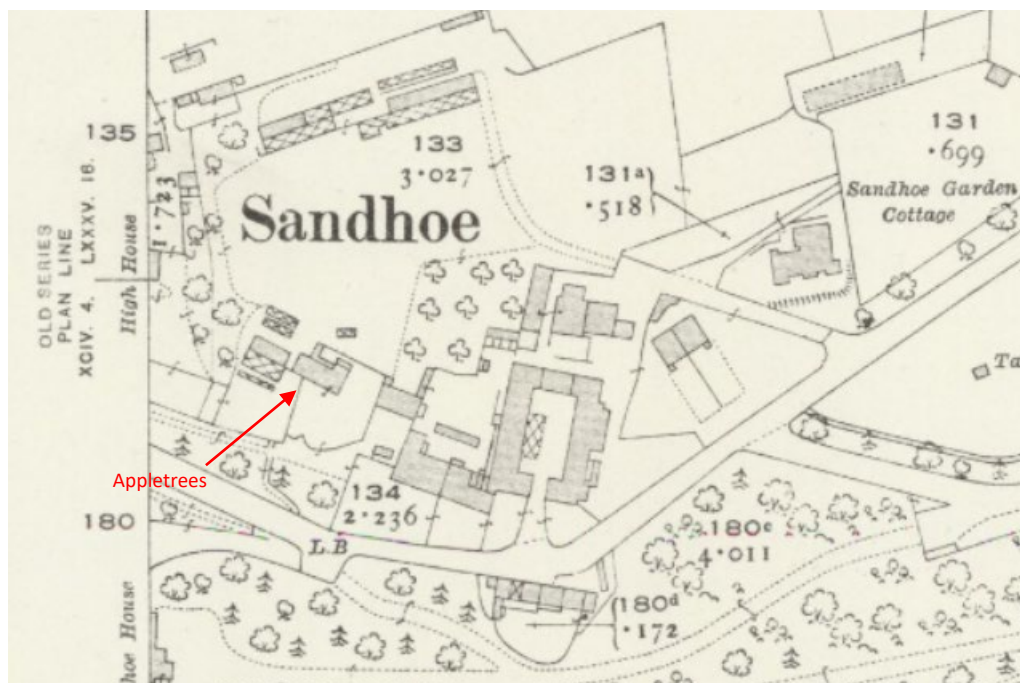 135
133
3·027
131
·699
131a
·518
Sandhoe Garden
Cottage
Sandhoe
OLD SERIES
PLAN LINE
XCIV. 4. LXXXV. 16.
1·723
High House
Ta
Appletrees
134
2·236
180
L.B
180c
4·011
180d
·172
hoe House